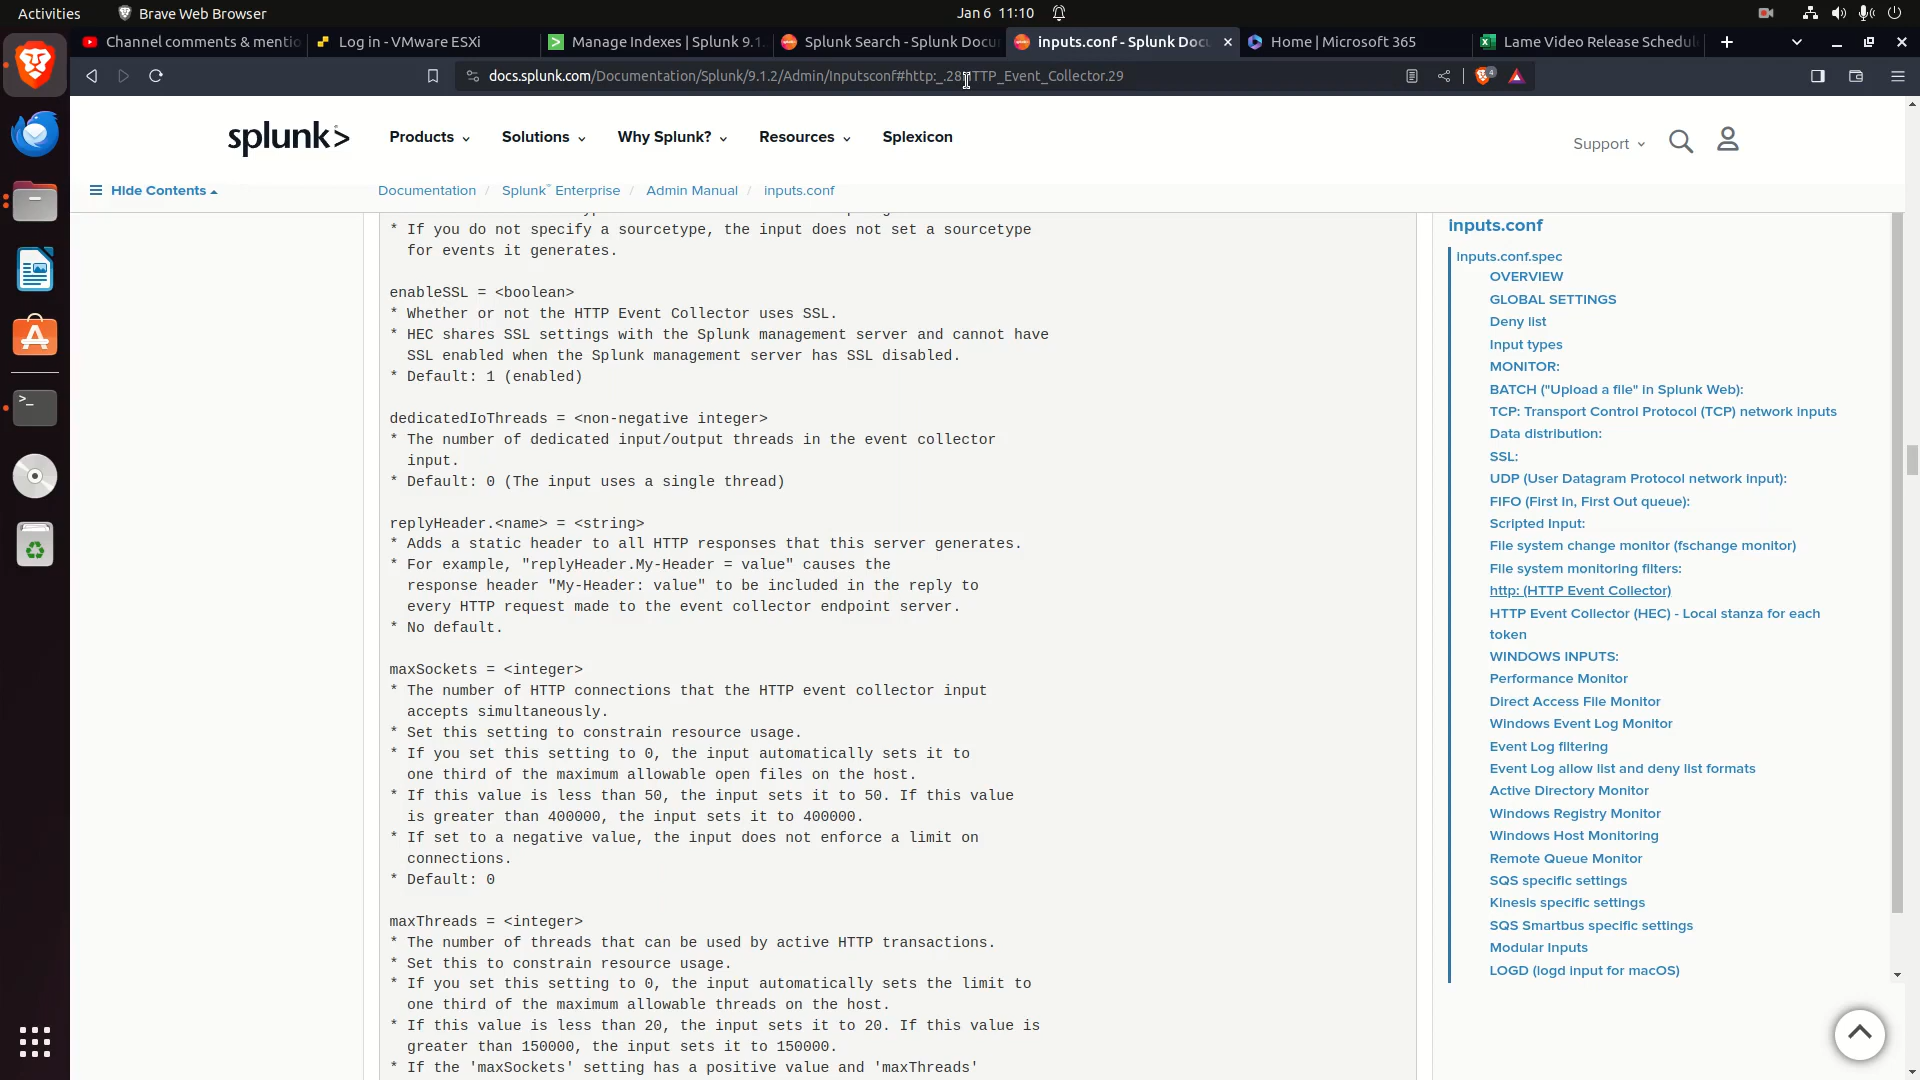 Activities
Brave Web Browser
Jan 6 11:10
Channel comments & mentio
Log in - VMware ESXi
Manage Indexes | Splunk 9.1.
Splunk Search - Splunk Docu
inputs.conf - Splunk Docu
Home | Microsoft 365
Lame Video Release Schedul
docs.splunk.com/Documentation/Splunk/9.1.2/Admin/Inputsconf#http:_.28HTTP_Event_Collector.29
4
splunk>
Products
Solutions
Why Splunk?
Resources
Splexicon
Support
Hide Contents
Documentation / Splunk® Enterprise / Admin Manual / inputs.conf
* If you do not specify a sourcetype, the input does not set a sourcetype
for events it generates.
enableSSL = <boolean>
* Whether or not the HTTP Event Collector uses SSL.
* HEC shares SSL settings with the Splunk management server and cannot have
SSL enabled when the Splunk management server has SSL disabled.
* Default: 1 (enabled)
dedicatedIoThreads = <non-negative integer>
* The number of dedicated input/output threads in the event collector
input.
* Default: 0 (The input uses a single thread)
replyHeader.<name> = <string>
* Adds a static header to all HTTP responses that this server generates.
* For example, "replyHeader.My-Header = value" causes the
response header "My-Header: value" to be included in the reply to
every HTTP request made to the event collector endpoint server.
* No default.
maxSockets = <integer>
* The number of HTTP connections that the HTTP event collector input
accepts simultaneously.
* Set this setting to constrain resource usage.
* If you set this setting to 0, the input automatically sets it to
one third of the maximum allowable open files on the host.
* If this value is less than 50, the input sets it to 50. If this value
is greater than 400000, the input sets it to 400000.
* If set to a negative value, the input does not enforce a limit on
connections.
* Default: 0
maxThreads = <integer>
* The number of threads that can be used by active HTTP transactions.
* Set this to constrain resource usage.
* If you set this setting to 0, the input automatically sets the limit to
one third of the maximum allowable threads on the host.
* If this value is less than 20, the input sets it to 20. If this value is
greater than 150000, the input sets it to 150000.
* If the 'maxSockets' setting has a positive value and 'maxThreads'
inputs.conf
inputs.conf.spec
OVERVIEW
GLOBAL SETTINGS
Deny list
Input types
MONITOR:
BATCH ("Upload a file" in Splunk Web):
TCP: Transport Control Protocol (TCP) network inputs
Data distribution:
SSL:
UDP (User Datagram Protocol network input):
FIFO (First In, First Out queue):
Scripted Input:
File system change monitor (fschange monitor)
File system monitoring filters:
http: (HTTP Event Collector)
HTTP Event Collector (HEC) - Local stanza for each
token
WINDOWS INPUTS:
Performance Monitor
Direct Access File Monitor
Windows Event Log Monitor
Event Log filtering
Event Log allow list and deny list formats
Active Directory Monitor
Windows Registry Monitor
Windows Host Monitoring
Remote Queue Monitor
SQS specific settings
Kinesis specific settings
SQS Smartbus specific settings
Modular Inputs
LOGD (logd input for macOS)